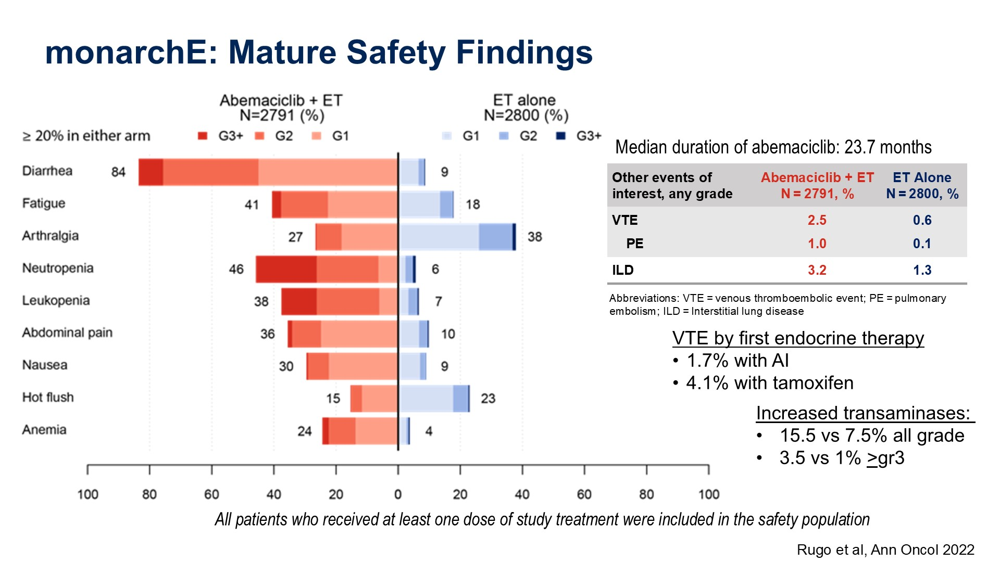 monarchE: Mature Safety Findings
Abemaciclib + ET
N=2791 (%)
ET alone
N=2800 (%)
≥ 20% in either arm
G3+ G2 G1
G1 G2 G3+
Diarrhea 84 9
Fatigue 41 18
Arthralgia 27 38
Neutropenia 46 6
Leukopenia 38 7
Abdominal pain 36 10
Nausea 30 9
Hot flush 15 23
Anemia 24 4
100 80 60 40 20 0 20 40 60 80 100
Median duration of abemaciclib: 23.7 months
Other events of interest, any grade
Abemaciclib + ET
N = 2791, %
ET Alone
N = 2800, %
VTE 2.5 0.6
PE 1.0 0.1
ILD 3.2 1.3
Abbreviations: VTE = venous thromboembolic event; PE = pulmonary
embolism; ILD = Interstitial lung disease
VTE by first endocrine therapy
• 1.7% with AI
• 4.1% with tamoxifen
Increased transaminases:
• 15.5 vs 7.5% all grade
• 3.5 vs 1% >gr3
All patients who received at least one dose of study treatment were included in the safety population
Rugo et al, Ann Oncol 2022